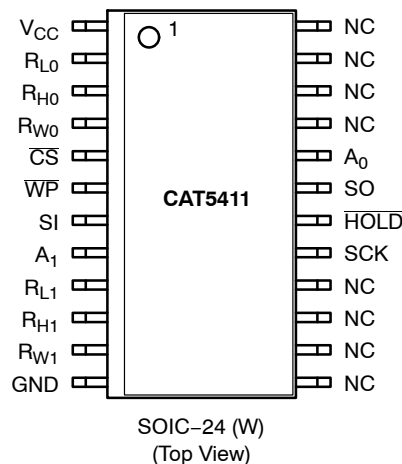 VCC NC
1
RL0 NC
RH0 NC
RW0 NC
CS A0
WP SO
CAT5411
SI HOLD
A1 SCK
RL1 NC
RH1 NC
RW1 NC
GND NC
SOIC−24 (W)
(Top View)